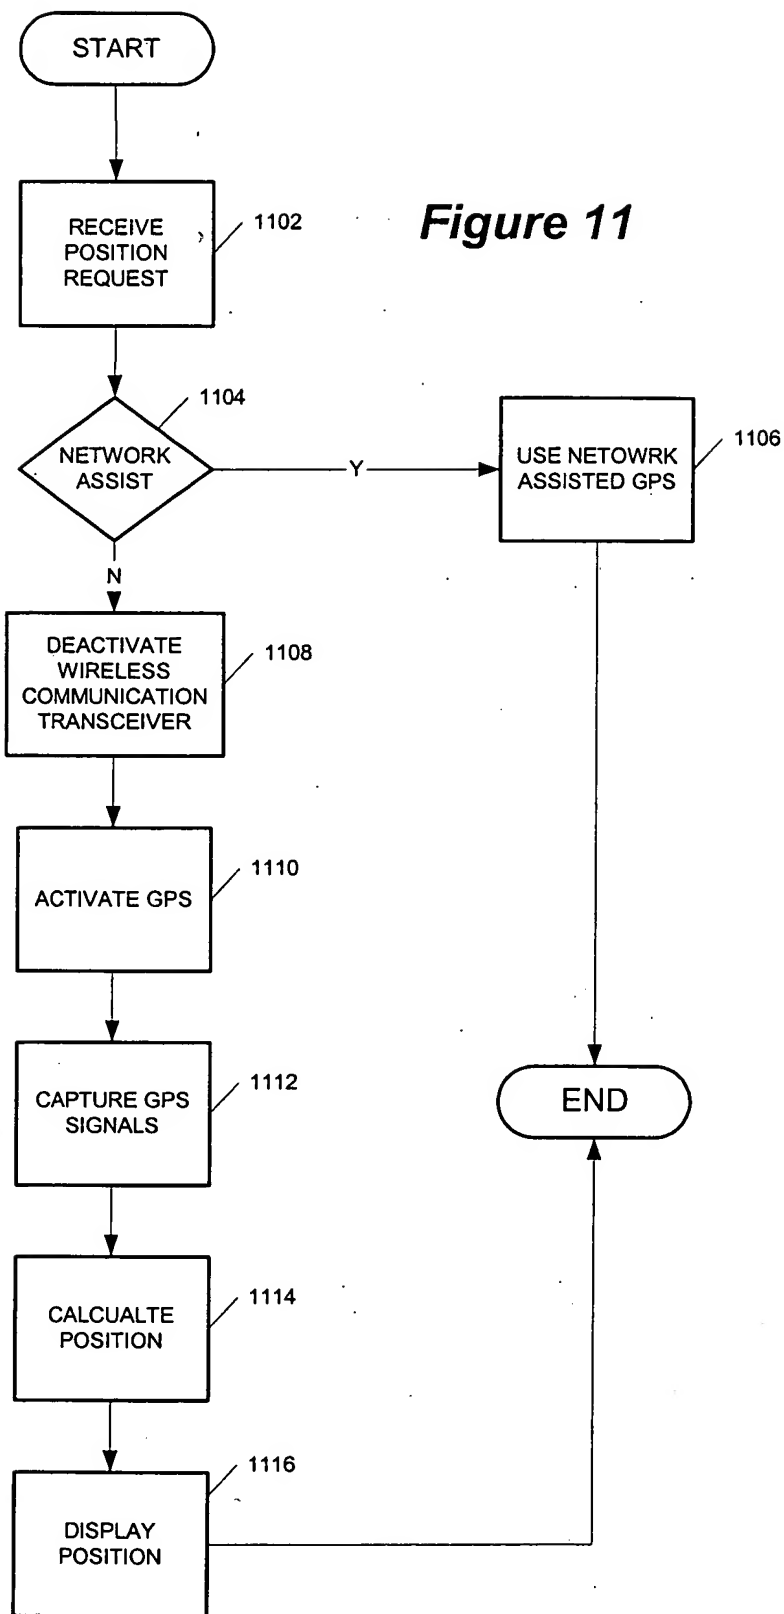 START
RECEIVE
POSITION
REQUEST
1102
Figure 11
1104
NETWORK
ASSIST
Y
USE NETOWRK
ASSISTED GPS
1106
N
DEACTIVATE
WIRELESS
COMMUNICATION
TRANSCEIVER
1108
ACTIVATE GPS
1110
CAPTURE GPS
SIGNALS
1112
END
CALCUALTE
POSITION
1114
DISPLAY
POSITION
1116